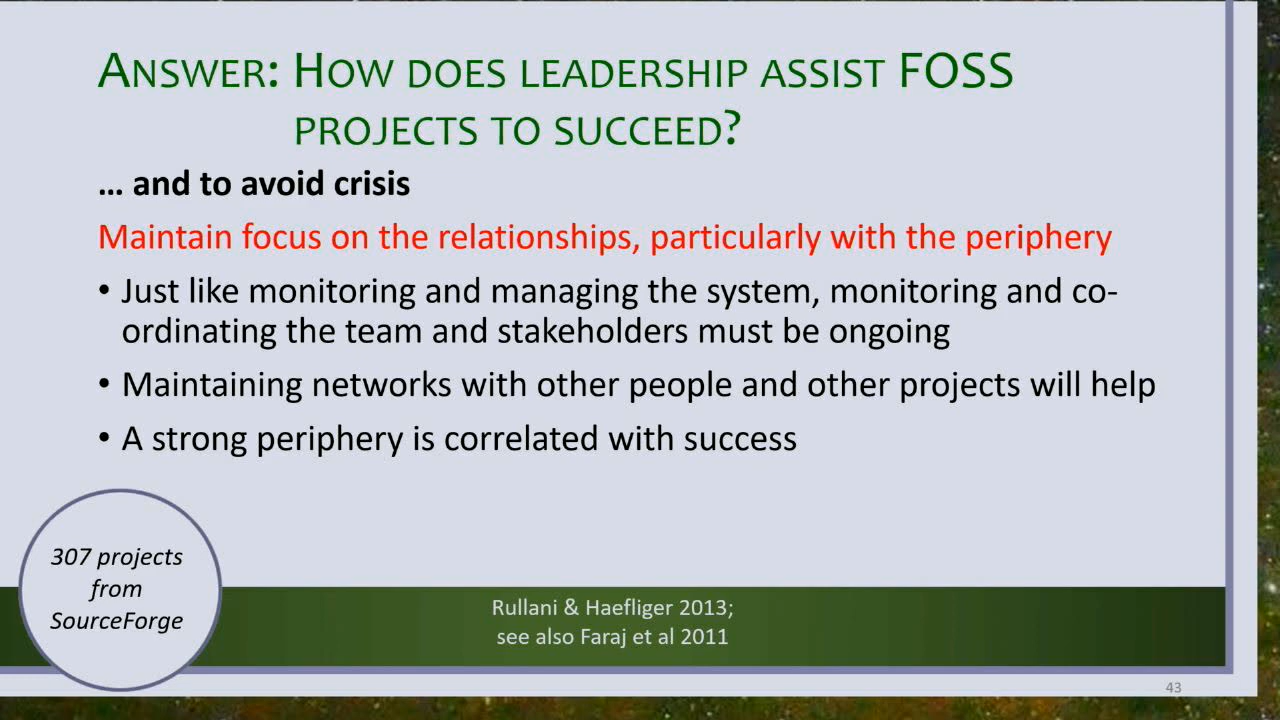 Answer: How does leadership assist FOSS
projects to succeed?
… and to avoid crisis
Maintain focus on the relationships, particularly with the periphery
• Just like monitoring and managing the system, monitoring and co-
ordinating the team and stakeholders must be ongoing
• Maintaining networks with other people and other projects will help
• A strong periphery is correlated with success
307 projects
from
SourceForge
Rullani & Haefliger 2013;
see also Faraj et al 2011
43